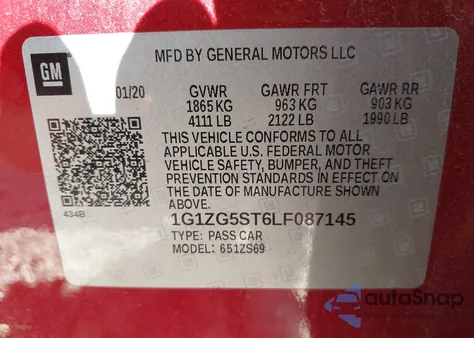 GM
MFD BY GENERAL MOTORS LLC
01/20 GVWR GAWR FRT GAWR RR
1865 KG 963 KG 903 KG
4111 LB 2122 LB 1990 LB
THIS VEHICLE CONFORMS TO ALL
APPLICABLE U.S. FEDERAL MOTOR
VEHICLE SAFETY, BUMPER, AND THEFT
PREVENTION STANDARDS IN EFFECT ON
THE DATE OF MANUFACTURE SHOWN
ABOVE.
434B
1G1ZG5ST6LF087145
TYPE: PASS CAR
MODEL: 651ZS69
autoSnap